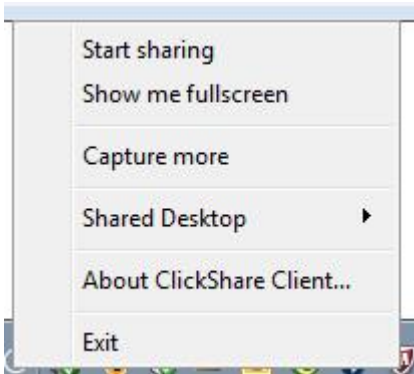 Start sharing
Show me fullscreen
Capture more
Shared Desktop
About ClickShare Client...
Exit